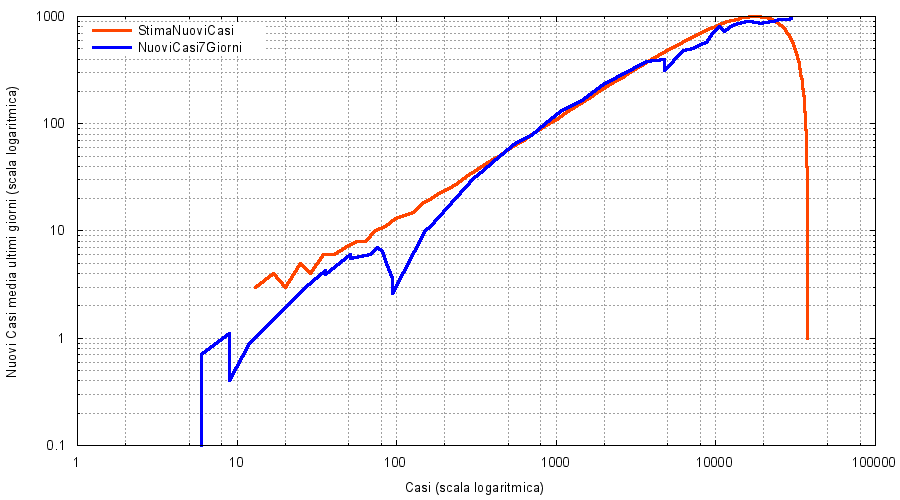 1000
100
10
1
0.1
1 10 100 1000 10000 100000
StimaNuoviCasi
NuoviCasi7Giorni
Nuovi Casi media ultimi giorni (scala logaritmica)
Casi (scala logaritmica)